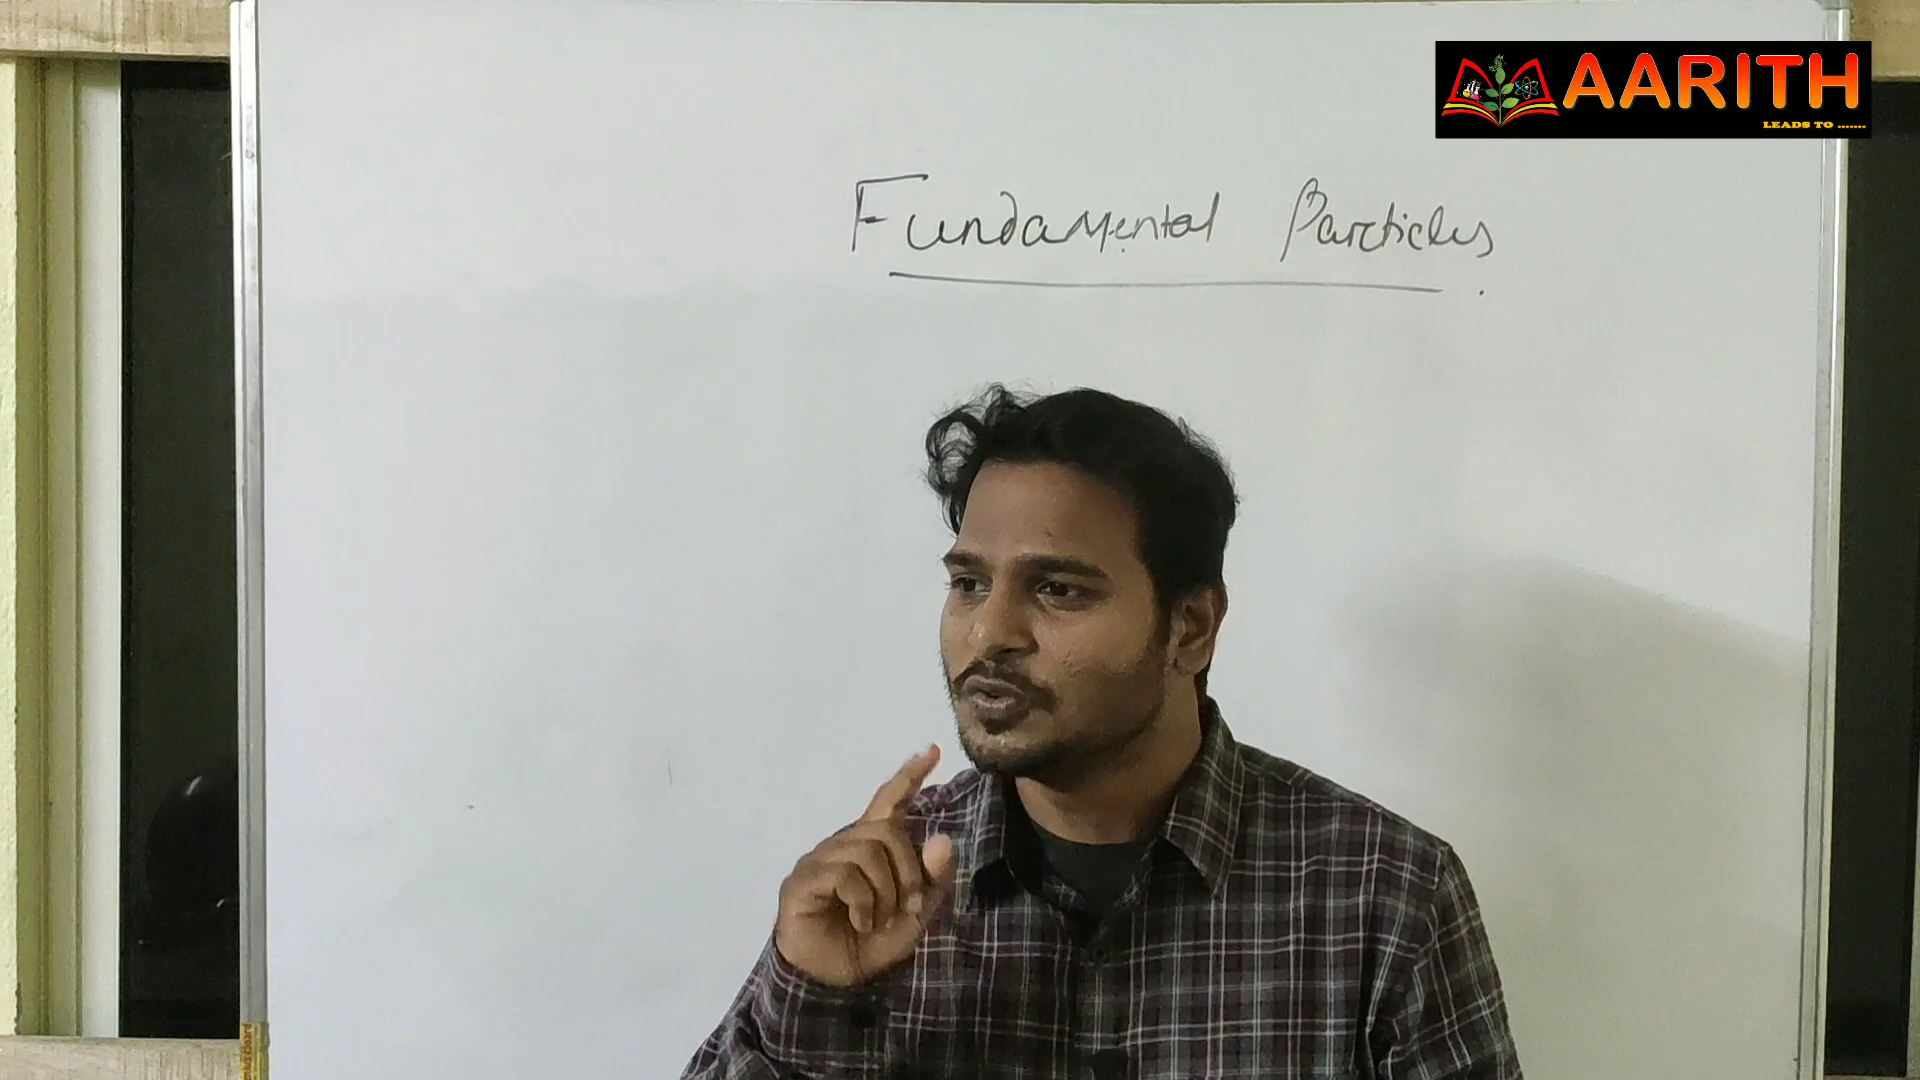 AARITH
LEADS TO .......
Fundamental Particles